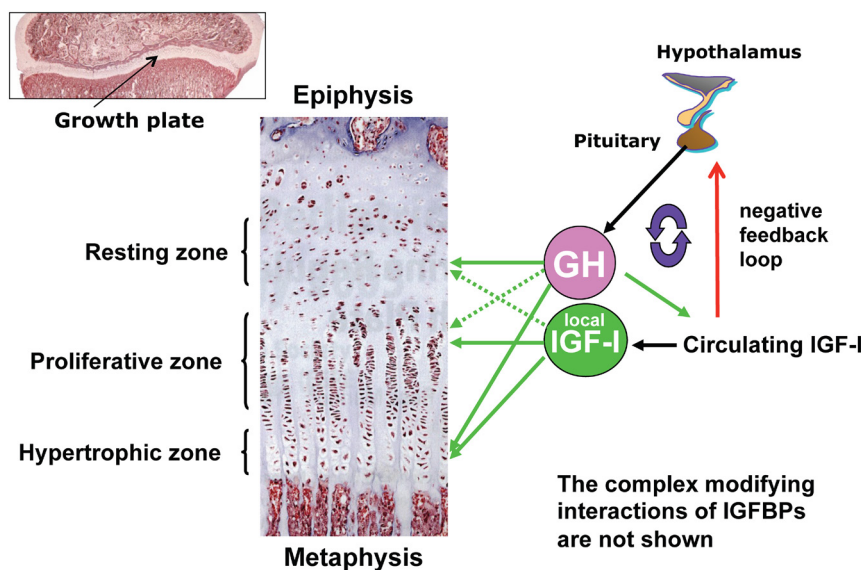 Growth plate
Epiphysis
Hypothalamus
Pituitary
Resting zone
negative
feedback
loop
GH
local
IGF-I
Circulating IGF-I
Proliferative zone
Hypertrophic zone
The complex modifying
interactions of IGFBPs
are not shown
Metaphysis